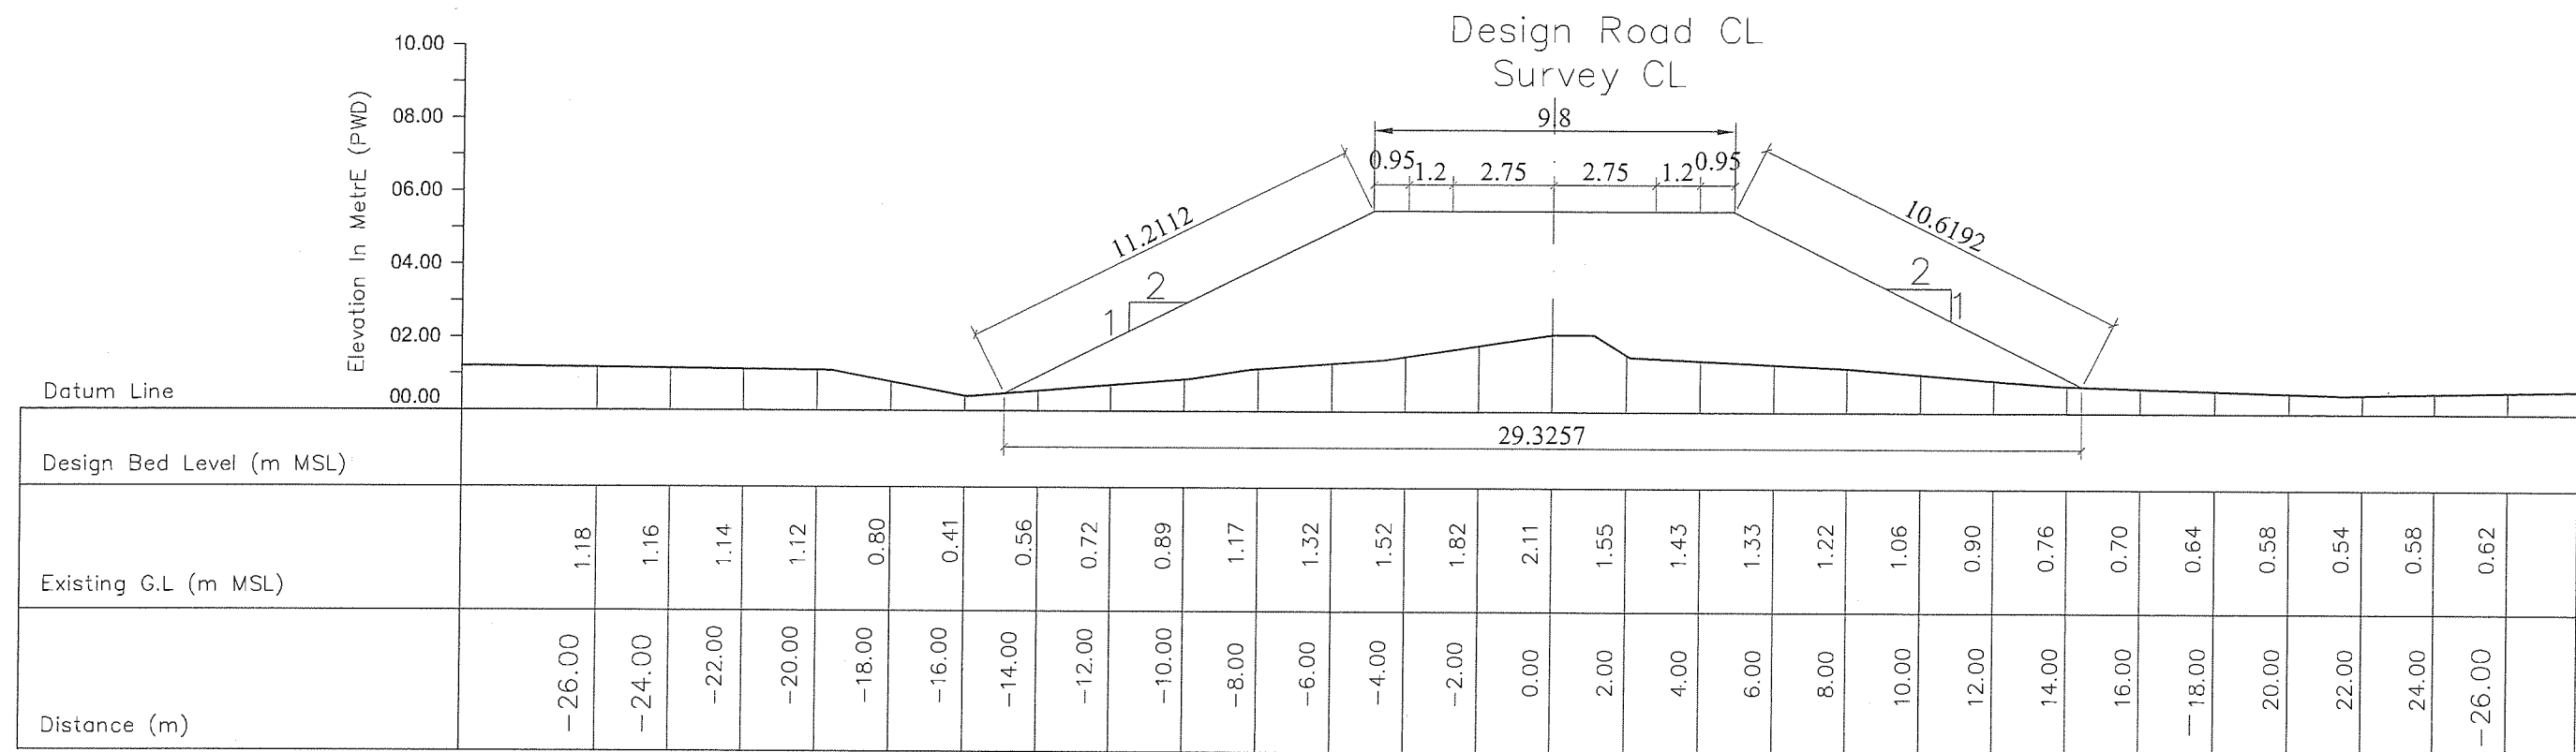 Design Road CL
Survey CL
10.00
08.00
06.00
04.00
02.00
00.00
Elevation In MetrE (PWD)
9.8
0.95 1.2 2.75 2.75 1.2 0.95
11.2112
10.6192
2
1
2
1
Datum Line
29.3257
Design Bed Level (m MSL)
Existing G.L (m MSL) 1.18 1.16 1.14 1.12 0.80 0.41 0.56 0.72 0.89 1.17 1.32 1.52 1.82 2.11 1.55 1.43 1.33 1.22 1.06 0.90 0.76 0.70 0.64 0.58 0.54 0.58 0.62
Distance (m) -26.00 -24.00 -22.00 -20.00 -18.00 -16.00 -14.00 -12.00 -10.00 -8.00 -6.00 -4.00 -2.00 0.00 2.00 4.00 6.00 8.00 10.00 12.00 14.00 16.00 -18.00 20.00 22.00 24.00 -26.00